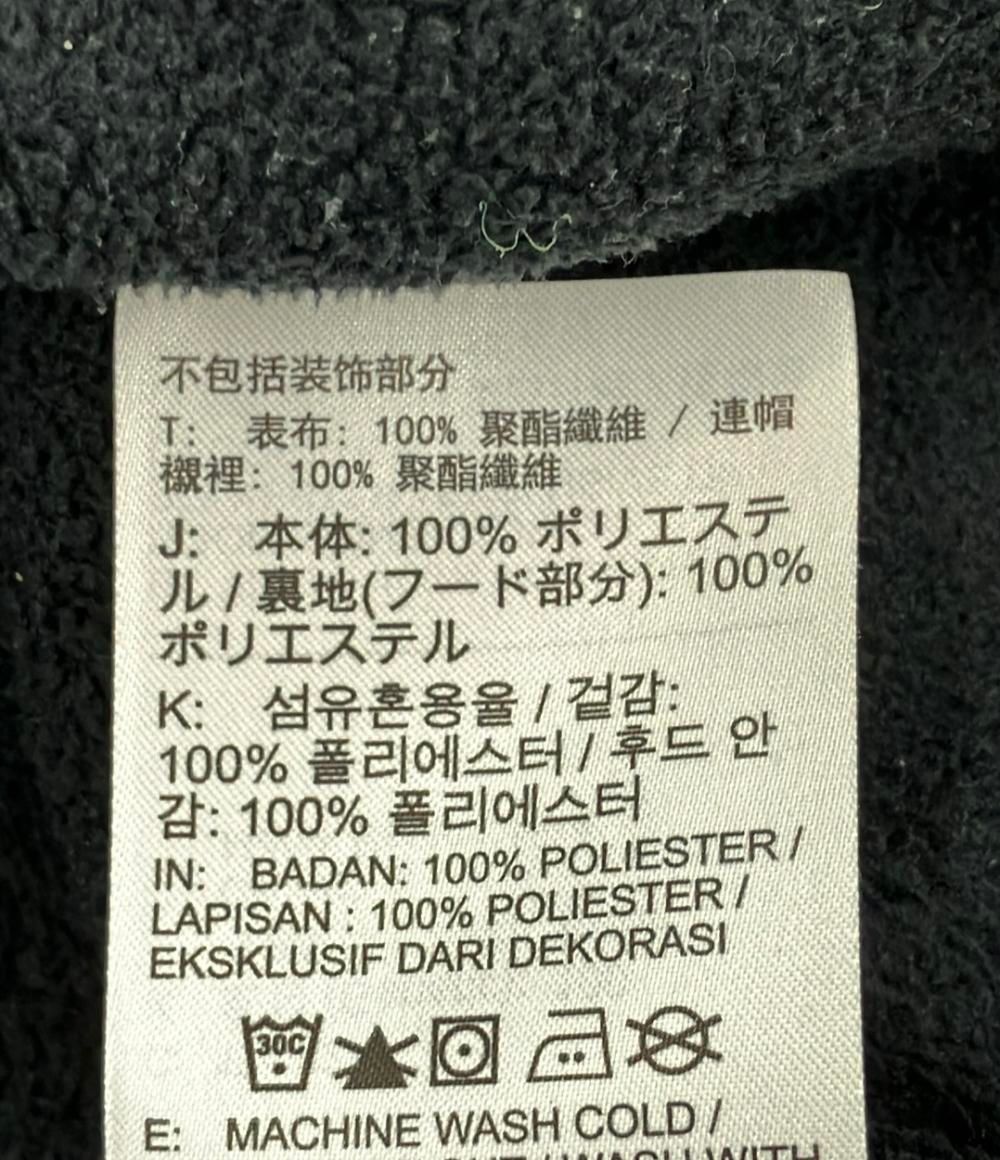 不包括装饰部分
T: 表布: 100% 聚酯纖維 / 連帽
襯裡: 100% 聚酯纖維
J: 本体: 100% ポリエステ
ル / 裏地(フード部分): 100%
ポリエステル
K: 섬유혼용율 / 겉감:
100% 폴리에스터 / 후드 안
감: 100% 폴리에스터
IN: BADAN: 100% POLIESTER /
LAPISAN : 100% POLIESTER /
EKSKLUSIF DARI DEKORASI
30C
E: MACHINE WASH COLD /
WASH WITH